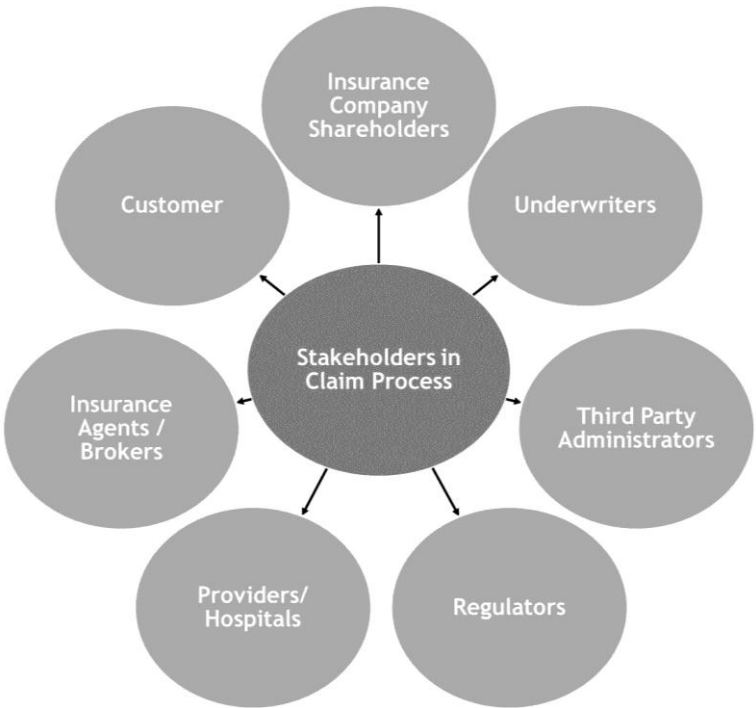 Insurance
Company
Shareholders
Customer
Underwriters
Stakeholders in
Claim Process
Insurance
Agents /
Brokers
Third Party
Administrators
Providers/
Hospitals
Regulators